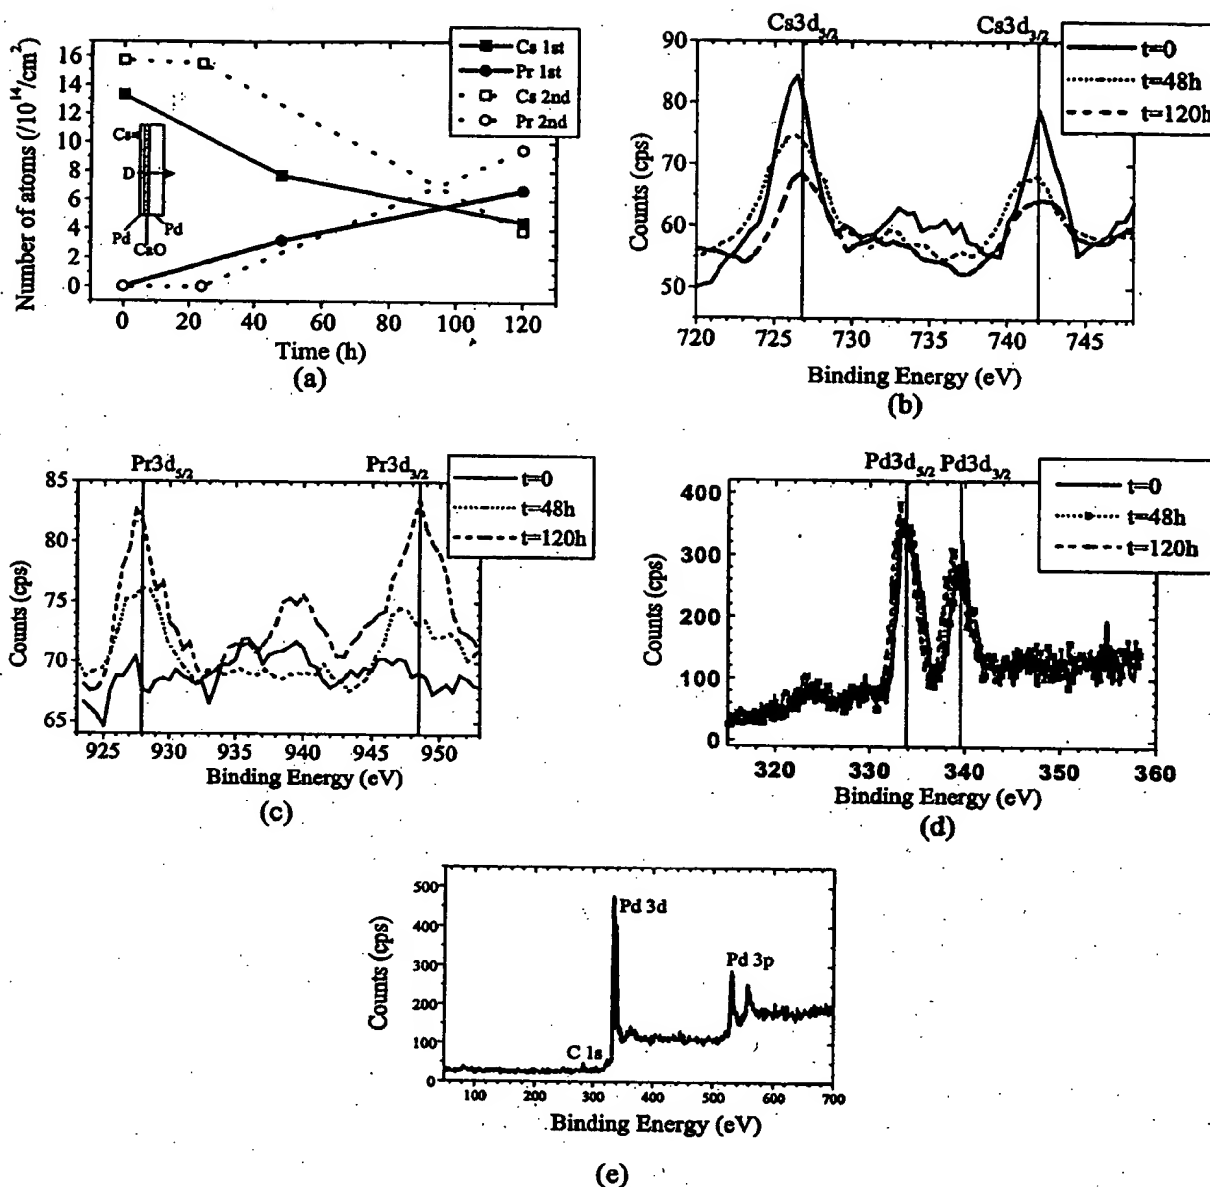 Number of atoms (/10^14/cm^2)
16
14
12
10
8
6
4
2
0
Cs 1st
Pr 1st
Cs 2nd
Pr 2nd
Cs
D
Pd
Pd
CaO
0 20 40 60 80 100 120
Time (h)
(a)
Cs3d5/2 Cs3d3/2
t=0
t=48h
t=120h
Counts (cps)
90
80
70
60
50
720 725 730 735 740 745
Binding Energy (eV)
(b)
Pr3d5/2 Pr3d3/2
t=0
t=48h
t=120h
Counts (cps)
85
80
75
70
65
925 930 935 940 945 950
Binding Energy (eV)
(c)
Pd3d5/2 Pd3d3/2
t=0
t=48h
t=120h
Counts (cps)
400
300
200
100
0
320 330 340 350 360
Binding Energy (eV)
(d)
Counts (cps)
500
400
300
200
100
0
Pd 3d
Pd 3p
C 1s
100 200 300 400 500 600 700
Binding Energy (eV)
(e)